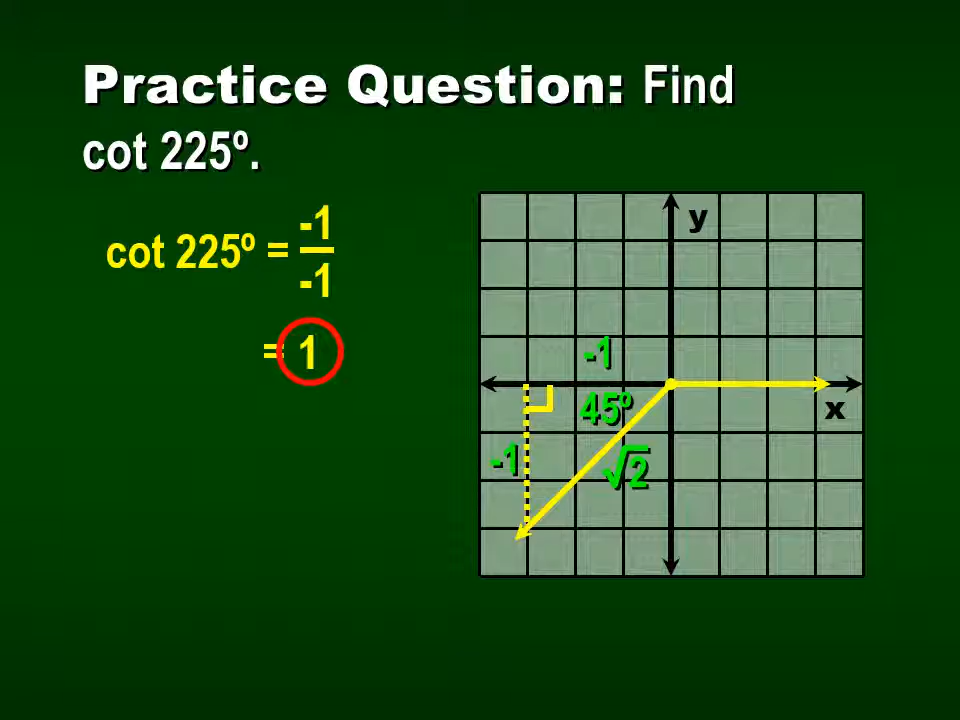 Practice Question: Find
cot 225º.
cot 225º = -1
-1
= 1
y
-1
x
45º
-1
√2